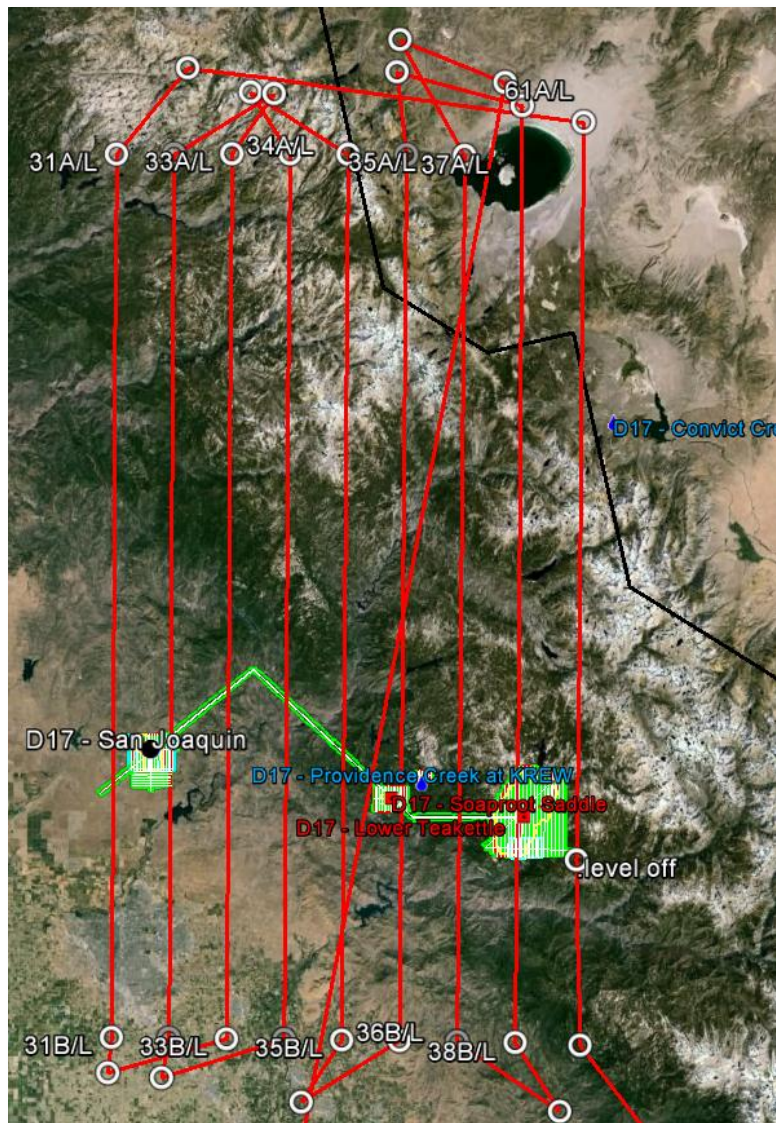 61A/L
34A/L
31A/L
33A/L
35A/L
37A/L
D17 - Convict Cr
D17 - San Joaquin
D17 - Providence Creek at KREW
D17 - Soaproot Saddle
D17 - Lower Teakettle
.level off
36B/L
31B/L
33B/L
35B/L
38B/L